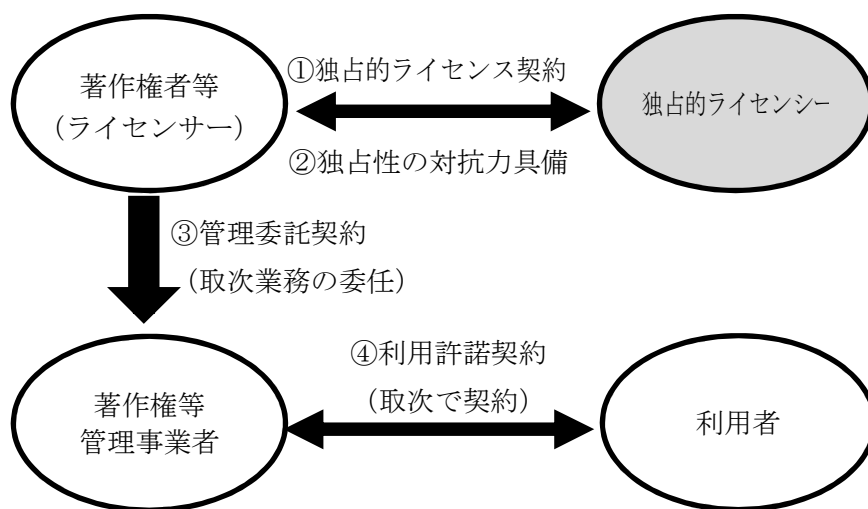 著作権者等
(ライセンサー)
①独占的ライセンス契約
②独占性の対抗力具備
独占的ライセンシー
③管理委託契約
(取次業務の委任)
著作権等
管理事業者
④利用許諾契約
(取次で契約)
利用者